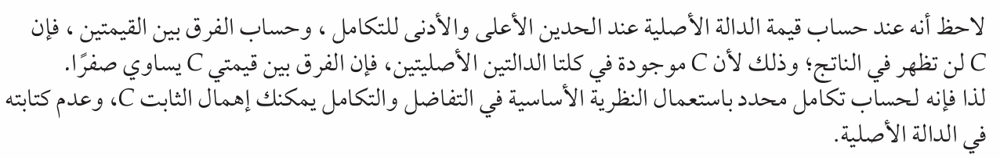 لاحظ أنه عند حساب قيمة الدالة الأصلية عند الحدين الأعلى والأدنى للتكامل ، وحساب الفرق بين القيمتين ، فإن
C لن تظهر في الناتج؛ وذلك لأن C موجودة في كلتا الدالتين الأصليتين، فإن الفرق بين قيمتي C يساوي صفرًا.
لذا فإنه لحساب تكامل محدد باستعمال النظرية الأساسية في التفاضل والتكامل يمكنك إهمال الثابت C، وعدم كتابته
في الدالة الأصلية.